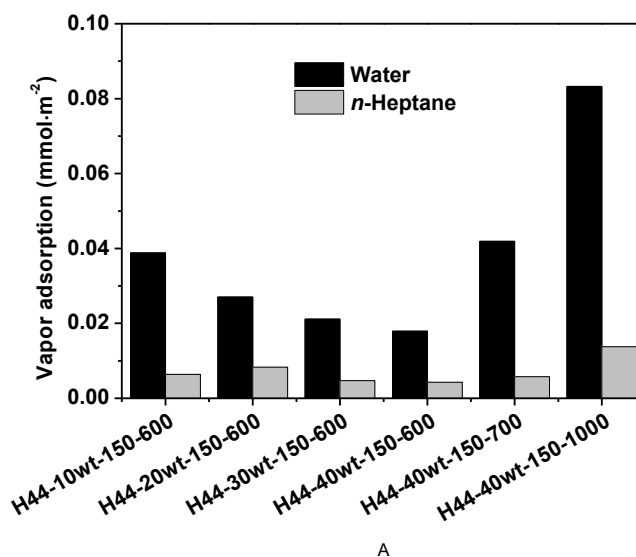 Vapor adsorption (mmol·m⁻²)
0.10
0.08
0.06
0.04
0.02
0.00
Water
n-Heptane
H44-10wt-150-600
H44-20wt-150-600
H44-30wt-150-600
H44-40wt-150-600
H44-40wt-150-700
H44-40wt-150-1000
A